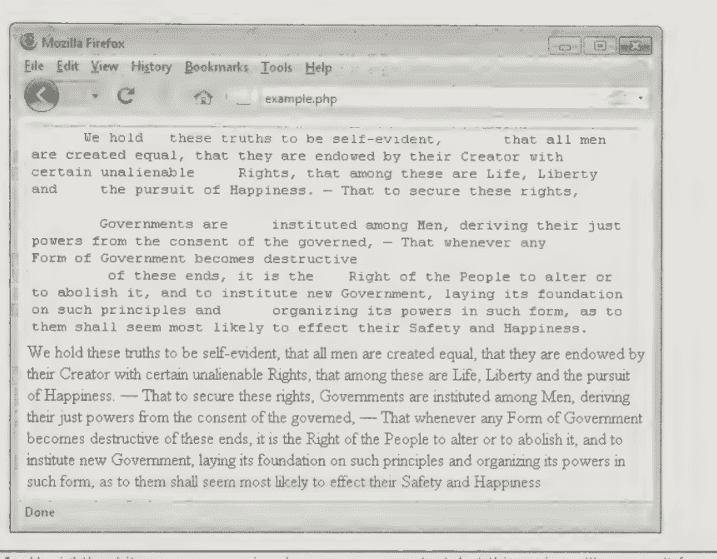 Mozilla Firefox
File Edit View History Bookmarks Tools Help
example.php
We hold   these truths to be self-evident,       that all men
are created equal, that they are endowed by their Creator with
certain unalienable     Rights, that among these are Life, Liberty
and     the pursuit of Happiness. — That to secure these rights,
Governments are     instituted among Men, deriving their just
powers from the consent of the governed, — That whenever any
Form of Government becomes destructive
of these ends, it is the    Right of the People to alter or
to abolish it, and to institute new Government, laying its foundation
on such principles and      organizing its powers in such form, as to
them shall seem most likely to effect their Safety and Happiness.
We hold these truths to be self-evident, that all men are created equal, that they are endowed by
their Creator with certain unalienable Rights, that among these are Life, Liberty and the pursuit
of Happiness. — That to secure these rights, Governments are instituted among Men, deriving
their just powers from the consent of the governed, — That whenever any Form of Government
becomes destructive of these ends, it is the Right of the People to alter or to abolish it, and to
institute new Government, laying its foundation on such principles and organizing its powers in
such form, as to them shall seem most likely to effect their Safety and Happiness
Done